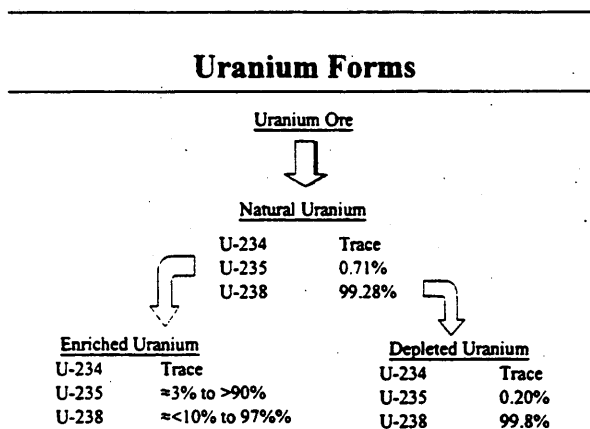 Uranium Forms
Uranium Ore
Natural Uranium
U-234 Trace
U-235 0.71%
U-238 99.28%
Enriched Uranium
U-234 Trace
U-235 ≈3% to >90%
U-238 ≈<10% to 97%%
Depleted Uranium
U-234 Trace
U-235 0.20%
U-238 99.8%